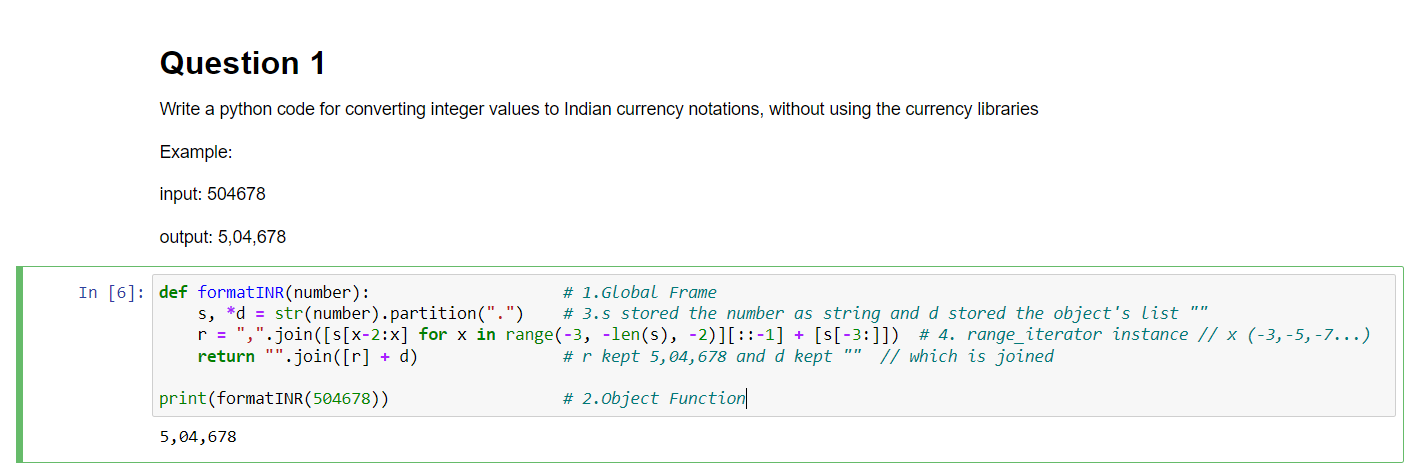 Question 1
Write a python code for converting integer values to Indian currency notations, without using the currency libraries
Example:
input: 504678
output: 5,04,678
In [6]: def formatINR(number):                    # 1.Global Frame
    s, *d = str(number).partition(".")    # 3.s stored the number as string and d stored the object's list ""
    r = ",".join([s[x-2:x] for x in range(-3, -len(s), -2)][::-1] + [s[-3:]])  # 4. range_iterator instance // x (-3,-5,-7...)
    return "".join([r] + d)               # r kept 5,04,678 and d kept ""  // which is joined
print(formatINR(504678))                  # 2.Object Function
5,04,678